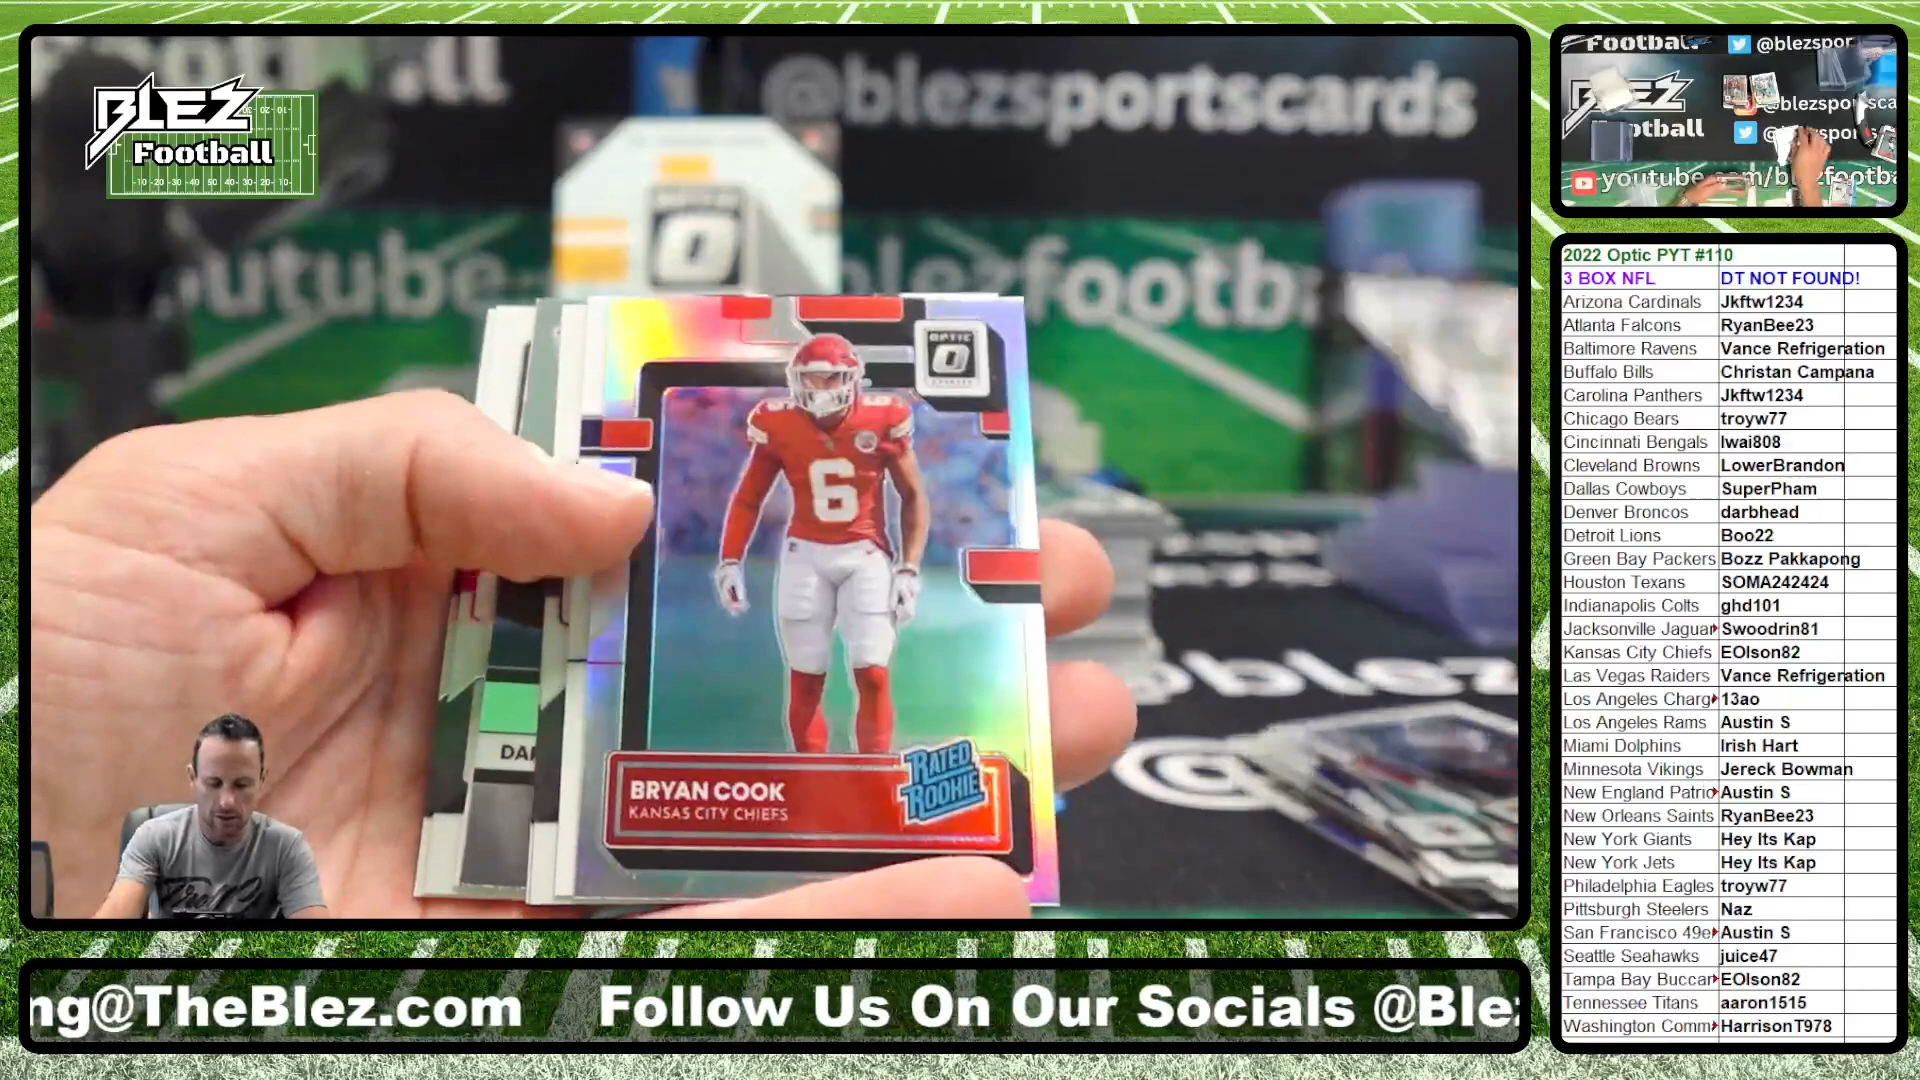 BLEZ
Football
@blezsportscards
OPTIC
O
6
BRYAN COOK
KANSAS CITY CHIEFS
RATED
ROOKIE
ng@TheBlez.com Follow Us On Our Socials @Blez
Football
@blezspor
BLEZ
youtube.com/blezfootba
2022 Optic PYT #110
3 BOX NFL DT NOT FOUND!
Arizona Cardinals Jkftw1234
Atlanta Falcons RyanBee23
Baltimore Ravens Vance Refrigeration
Buffalo Bills Christan Campana
Carolina Panthers Jkftw1234
Chicago Bears troyw77
Cincinnati Bengals Iwai808
Cleveland Browns LowerBrandon
Dallas Cowboys SuperPham
Denver Broncos darbhead
Detroit Lions Boo22
Green Bay Packers Bozz Pakkapong
Houston Texans SOMA242424
Indianapolis Colts ghd101
Jacksonville Jaguar Swoodrin81
Kansas City Chiefs EOlson82
Las Vegas Raiders Vance Refrigeration
Los Angeles Charg 13ao
Los Angeles Rams Austin S
Miami Dolphins Irish Hart
Minnesota Vikings Jereck Bowman
New England Patrio Austin S
New Orleans Saints RyanBee23
New York Giants Hey Its Kap
New York Jets Hey Its Kap
Philadelphia Eagles troyw77
Pittsburgh Steelers Naz
San Francisco 49e Austin S
Seattle Seahawks juice47
Tampa Bay Buccar EOlson82
Tennessee Titans aaron1515
Washington Comm HarrisonT978